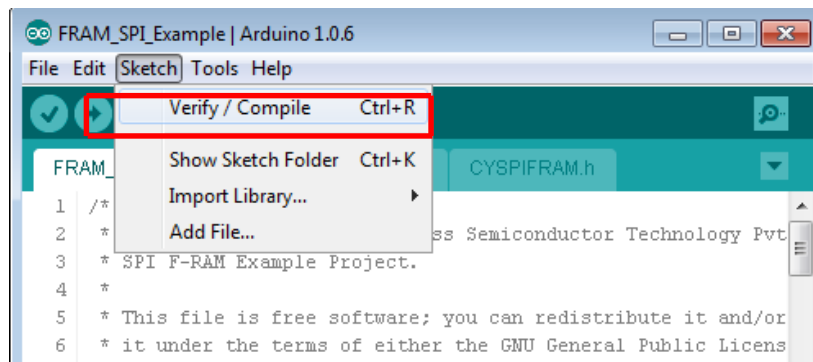 FRAM_SPI_Example | Arduino 1.0.6
File Edit Sketch Tools Help
Verify / Compile Ctrl+R
Show Sketch Folder Ctrl+K
Import Library...
Add File...
FRAM_ CYSPIFRAM.h
1 /*
2 * ss Semiconductor Technology Pvt
3 * SPI F-RAM Example Project.
4 *
5 * This file is free software; you can redistribute it and/or
6 * it under the terms of either the GNU General Public Licens